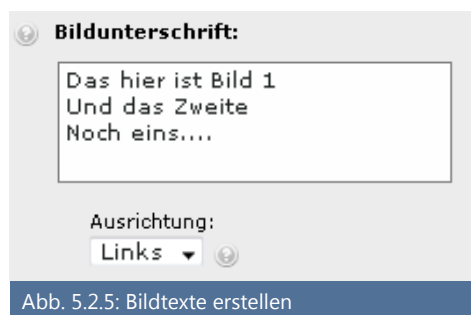 Bildunterschrift:
Das hier ist Bild 1
Und das Zweite
Noch eins....
Ausrichtung:
Links
Abb. 5.2.5: Bildtexte erstellen